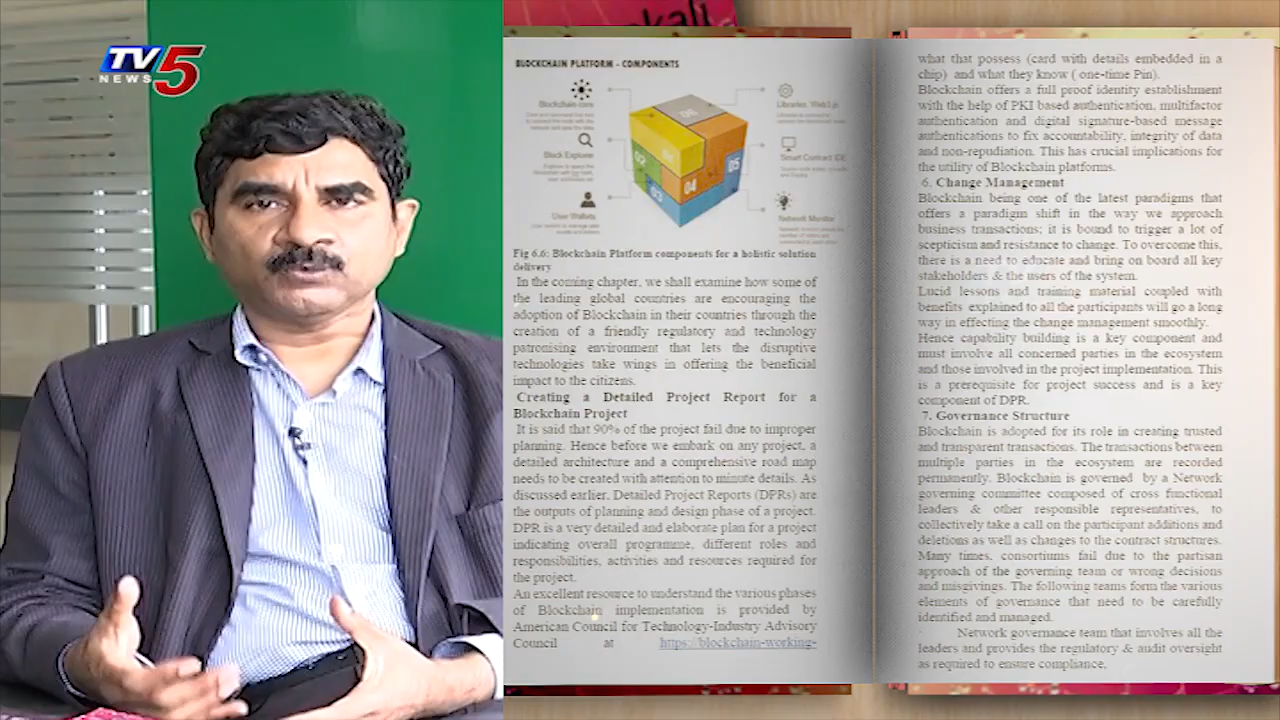 TV5
NEWS
BLOCKCHAIN PLATFORM - COMPONENTS
Blockchain core
Block Explorer
User Wallets
Libraries: Web3.js
Smart Contract IDE
Network Monitor
02
03
04
05
06
Fig 6.6: Blockchain Platform components for a holistic solution
delivery
In the coming chapter, we shall examine how some of
the leading global countries are encouraging the
adoption of Blockchain in their countries through the
creation of a friendly regulatory and technology
patronising environment that lets the disruptive
technologies take wings in offering the beneficial
impact to the citizens.
Creating a Detailed Project Report for a
Blockchain Project
It is said that 90% of the project fail due to improper
planning. Hence before we embark on any project, a
detailed architecture and a comprehensive road map
needs to be created with attention to minute details. As
discussed earlier, Detailed Project Reports (DPRs) are
the outputs of planning and design phase of a project.
DPR is a very detailed and elaborate plan for a project
indicating overall programme, different roles and
responsibilities, activities and resources required for
the project.
An excellent resource to understand the various phases
of Blockchain implementation is provided by
American Council for Technology-Industry Advisory
Council at https://blockchain-working-
what that possess (card with details embedded in a
chip) and what they know ( one-time Pin).
Blockchain offers a full proof identity establishment
with the help of PKI based authentication, multifactor
authentication and digital signature-based message
authentications to fix accountability, integrity of data
and non-repudiation. This has crucial implications for
the utility of Blockchain platforms.
6. Change Management
Blockchain being one of the latest paradigms that
offers a paradigm shift in the way we approach
business transactions; it is bound to trigger a lot of
scepticism and resistance to change. To overcome this,
there is a need to educate and bring on board all key
stakeholders & the users of the system.
Lucid lessons and training material coupled with
benefits explained to all the participants will go a long
way in effecting the change management smoothly.
Hence capability building is a key component and
must involve all concerned parties in the ecosystem
and those involved in the project implementation. This
is a prerequisite for project success and is a key
component of DPR.
7. Governance Structure
Blockchain is adopted for its role in creating trusted
and transparent transactions. The transactions between
multiple parties in the ecosystem are recorded
permanently. Blockchain is governed by a Network
governing committee composed of cross functional
leaders & other responsible representatives, to
collectively take a call on the participant additions and
deletions as well as changes to the contract structures.
Many times, consortiums fail due to the partisan
approach of the governing team or wrong decisions
and misgivings. The following teams form the various
elements of governance that need to be carefully
identified and managed.
Network governance team that involves all the
leaders and provides the regulatory & audit oversight
as required to ensure compliance.